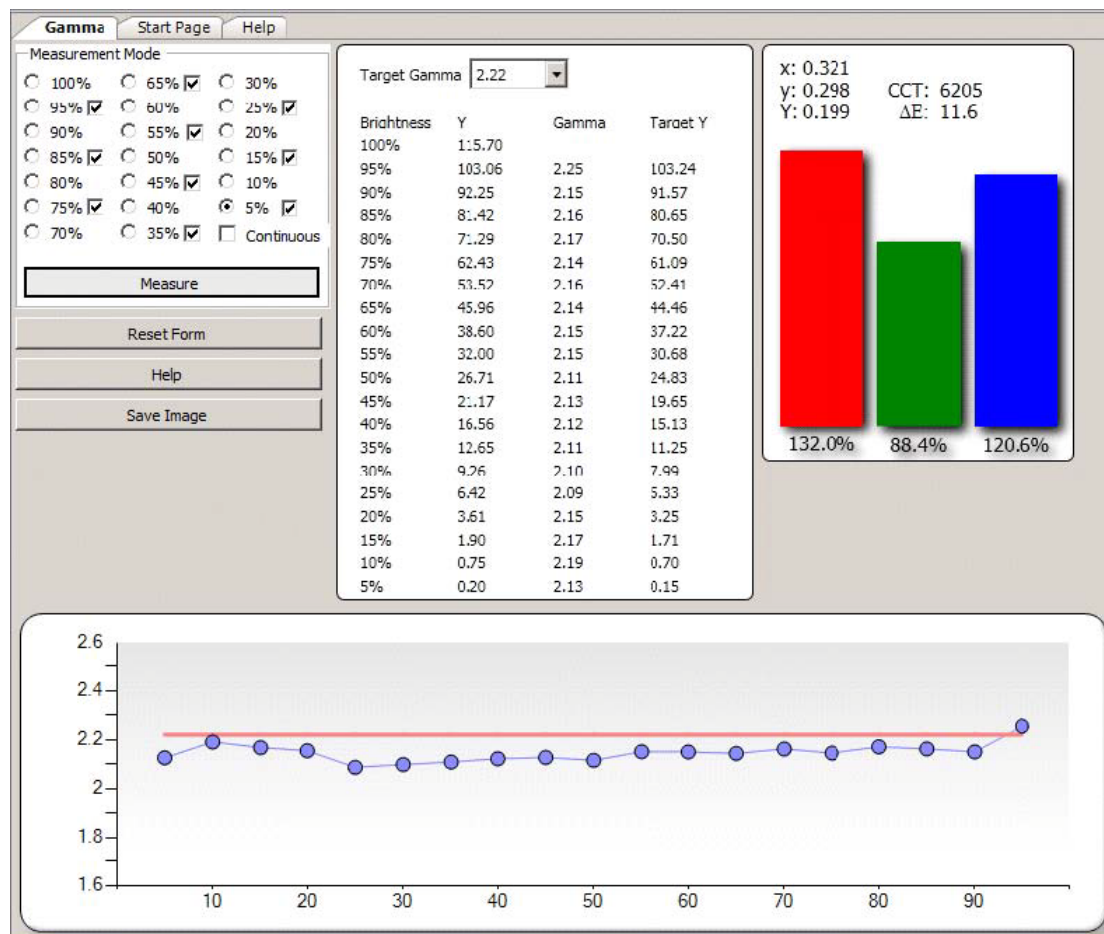 Gamma Start Page Help
Measurement Mode
100% 65% 30%
95% 60% 25%
90% 55% 20%
85% 50% 15%
80% 45% 10%
75% 40% 5%
70% 35% Continuous
Measure
Reset Form
Help
Save Image
Target Gamma 2.22
Brightness Y Gamma Target Y
100% 115.70
95% 103.06 2.25 103.24
90% 92.25 2.15 91.57
85% 81.42 2.16 80.65
80% 71.29 2.17 70.50
75% 62.43 2.14 61.09
70% 53.52 2.16 52.41
65% 45.96 2.14 44.46
60% 38.60 2.15 37.22
55% 32.00 2.15 30.68
50% 26.71 2.11 24.83
45% 21.17 2.13 19.65
40% 16.56 2.12 15.13
35% 12.65 2.11 11.25
30% 9.26 2.10 7.99
25% 6.42 2.09 5.33
20% 3.61 2.15 3.25
15% 1.90 2.17 1.71
10% 0.75 2.19 0.70
5% 0.20 2.13 0.15
x: 0.321
y: 0.298 CCT: 6205
Y: 0.199 ΔE: 11.6
132.0% 88.4% 120.6%
2.6
2.4
2.2
2
1.8
1.6
10 20 30 40 50 60 70 80 90